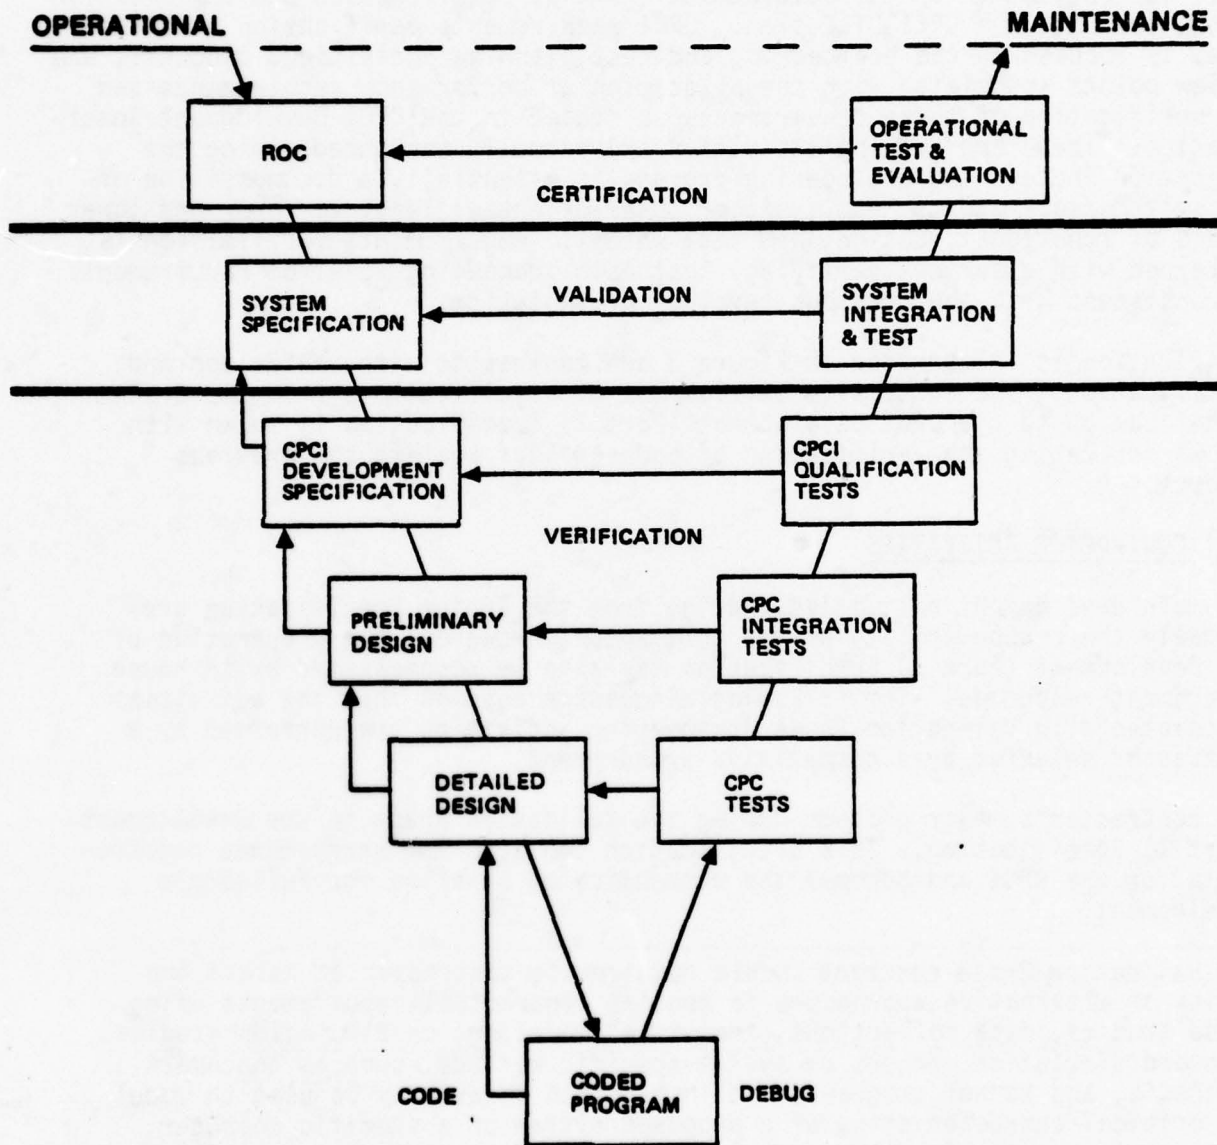 OPERATIONAL
MAINTENANCE
ROC
OPERATIONAL
TEST &
EVALUATION
CERTIFICATION
SYSTEM
SPECIFICATION
VALIDATION
SYSTEM
INTEGRATION
& TEST
CPCI
DEVELOPMENT
SPECIFICATION
CPCI
QUALIFICATION
TESTS
VERIFICATION
PRELIMINARY
DESIGN
CPC
INTEGRATION
TESTS
DETAILED
DESIGN
CPC
TESTS
CODE
CODED
PROGRAM
DEBUG